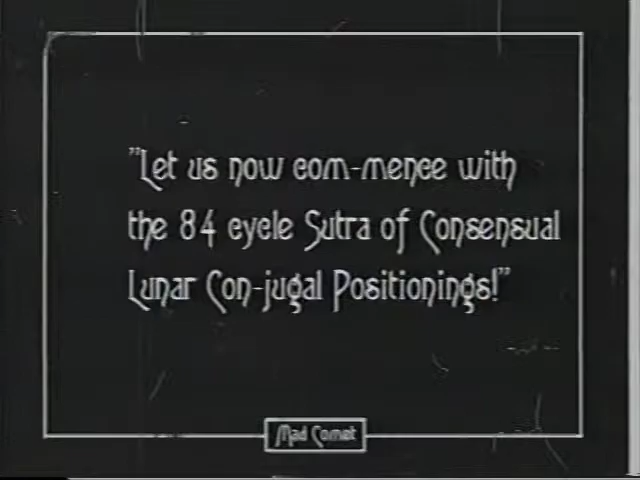 "Let us now com-mence with
the 84 cycle Sutra of Consensual
Lunar Con-jugal Positionings!"
Mad Comet